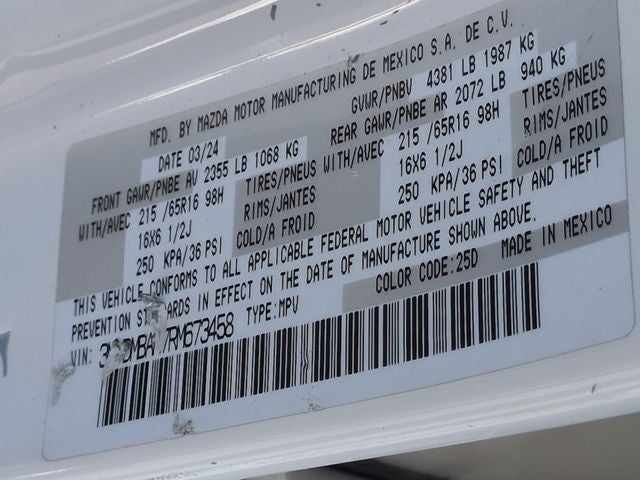 MFD. BY MAZDA MOTOR MANUFACTURING DE MEXICO S.A. DE C.V.
DATE 03/24 GVWR/PNBV 4381 LB 1987 KG
FRONT GAWR/PNBE AV 2355 LB 1068 KG REAR GAWR/PNBE AR 2072 LB 940 KG
WITH/AVEC 215 /65R16 98H TIRES/PNEUS WITH/AVEC 215 /65R16 98H TIRES/PNEUS
16X6 1/2J RIMS/JANTES 16X6 1/2J RIMS/JANTES
250 KPA/36 PSI COLD/A FROID 250 KPA/36 PSI COLD/A FROID
THIS VEHICLE CONFORMS TO ALL APPLICABLE FEDERAL MOTOR VEHICLE SAFETY AND THEFT
PREVENTION STANDARDS IN EFFECT ON THE DATE OF MANUFACTURE SHOWN ABOVE.
VIN: TYPE:MPV COLOR CODE:25D MADE IN MEXICO